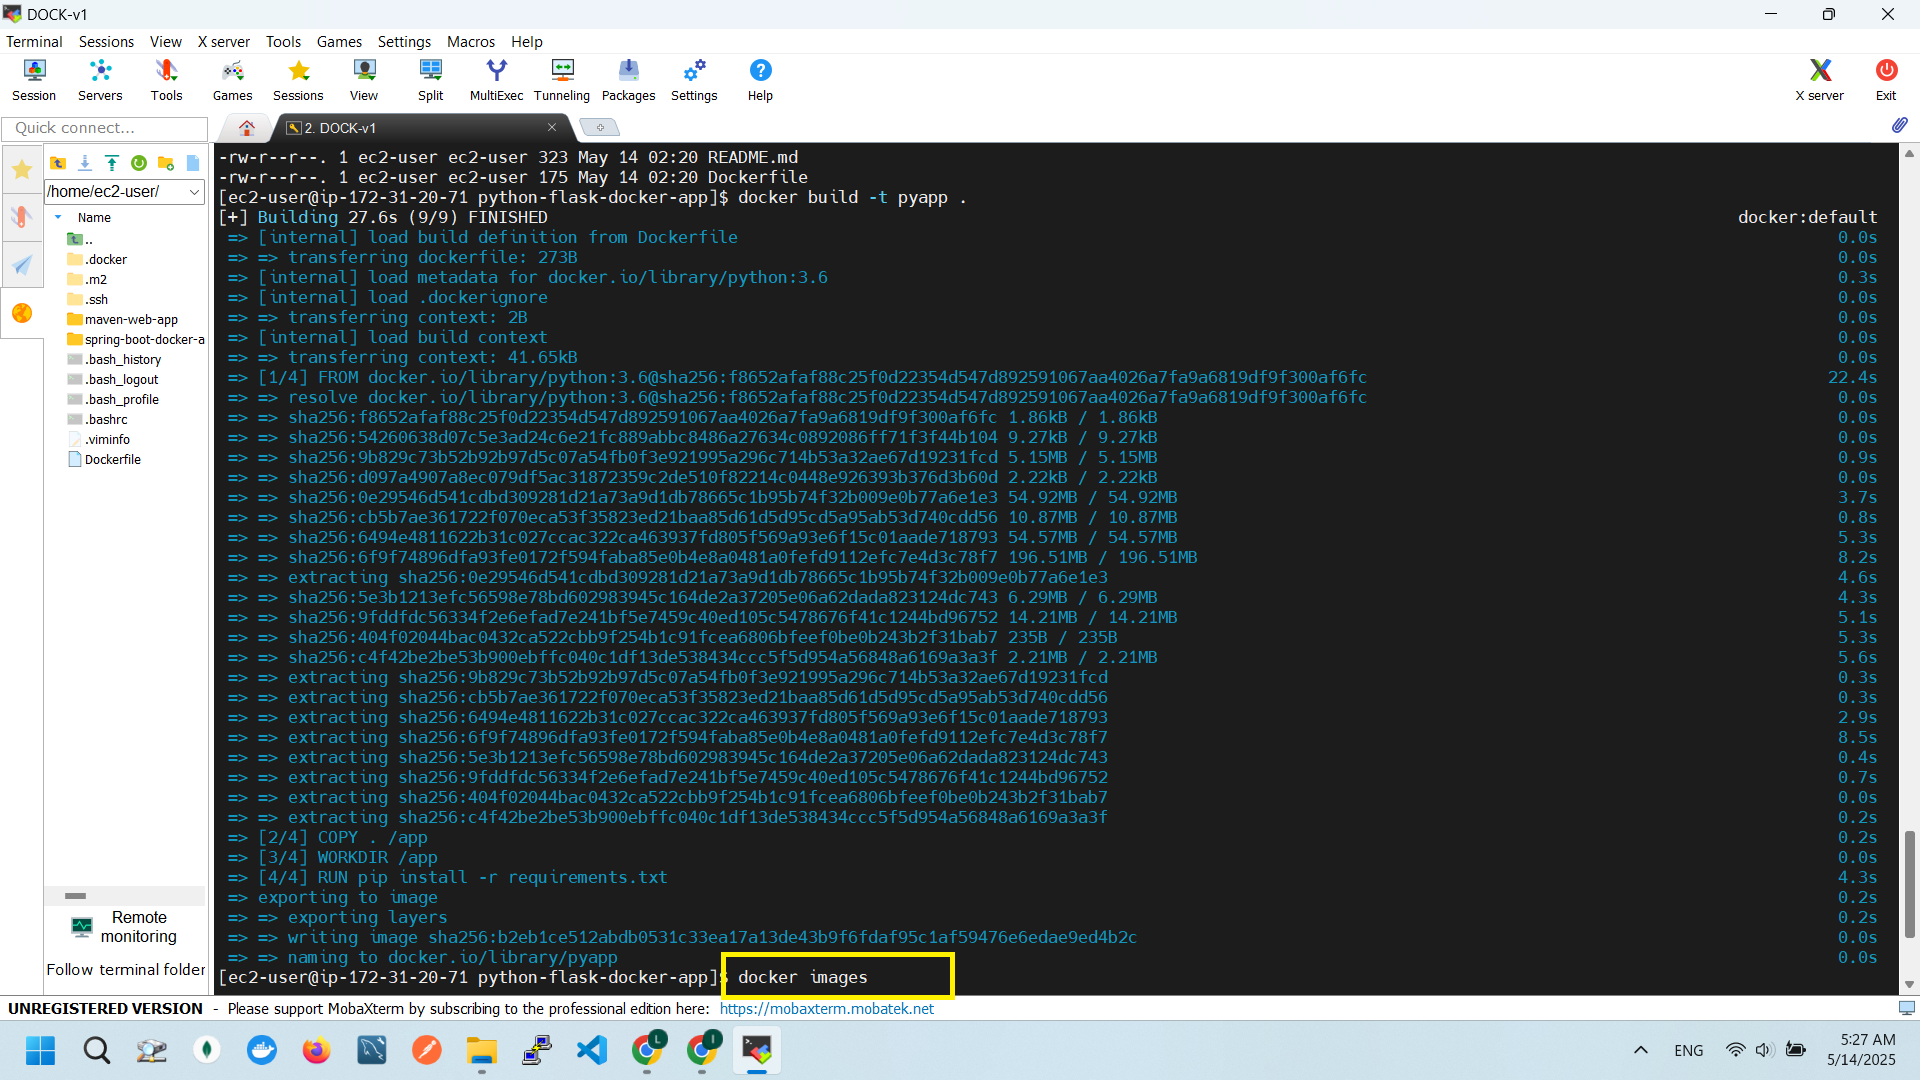 DOCK-v1
Terminal Sessions View X server Tools Games Settings Macros Help
Session Servers Tools Games Sessions View Split MultiExec Tunneling Packages Settings Help X server Exit
Quick connect...
2. DOCK-v1
/home/ec2-user/
Name
..
.docker
.m2
.ssh
maven-web-app
spring-boot-docker-a
.bash_history
.bash_logout
.bash_profile
.bashrc
.viminfo
Dockerfile
Remote
monitoring
Follow terminal folder
-rw-r--r--. 1 ec2-user ec2-user 323 May 14 02:20 README.md
-rw-r--r--. 1 ec2-user ec2-user 175 May 14 02:20 Dockerfile
[ec2-user@ip-172-31-20-71 python-flask-docker-app]$ docker build -t pyapp .
[+] Building 27.6s (9/9) FINISHED docker:default
=> [internal] load build definition from Dockerfile 0.0s
=> => transferring dockerfile: 273B 0.0s
=> [internal] load metadata for docker.io/library/python:3.6 0.3s
=> [internal] load .dockerignore 0.0s
=> => transferring context: 2B 0.0s
=> [internal] load build context 0.0s
=> => transferring context: 41.65kB 0.0s
=> [1/4] FROM docker.io/library/python:3.6@sha256:f8652afaf88c25f0d22354d547d892591067aa4026a7fa9a6819df9f300af6fc 22.4s
=> => resolve docker.io/library/python:3.6@sha256:f8652afaf88c25f0d22354d547d892591067aa4026a7fa9a6819df9f300af6fc 0.0s
=> => sha256:f8652afaf88c25f0d22354d547d892591067aa4026a7fa9a6819df9f300af6fc 1.86kB / 1.86kB 0.0s
=> => sha256:54260638d07c5e3ad24c6e21fc889abbc8486a27634c0892086ff71f3f44b104 9.27kB / 9.27kB 0.0s
=> => sha256:9b829c73b52b92b97d5c07a54fb0f3e921995a296c714b53a32ae67d19231fcd 5.15MB / 5.15MB 0.9s
=> => sha256:d097a4907a8ec079df5ac31872359c2de510f82214c0448e926393b376d3b60d 2.22kB / 2.22kB 0.0s
=> => sha256:0e29546d541cdbd309281d21a73a9d1db78665c1b95b74f32b009e0b77a6e1e3 54.92MB / 54.92MB 3.7s
=> => sha256:cb5b7ae361722f070eca53f35823ed21baa85d61d5d95cd5a95ab53d740cdd56 10.87MB / 10.87MB 0.8s
=> => sha256:6494e4811622b31c027ccac322ca463937fd805f569a93e6f15c01aade718793 54.57MB / 54.57MB 5.3s
=> => sha256:6f9f74896dfa93fe0172f594faba85e0b4e8a0481a0fefd9112efc7e4d3c78f7 196.51MB / 196.51MB 8.2s
=> => extracting sha256:0e29546d541cdbd309281d21a73a9d1db78665c1b95b74f32b009e0b77a6e1e3 4.6s
=> => sha256:5e3b1213efc56598e78bd602983945c164de2a37205e06a62dada823124dc743 6.29MB / 6.29MB 4.3s
=> => sha256:9fddfdc56334f2e6efad7e241bf5e7459c40ed105c5478676f41c1244bd96752 14.21MB / 14.21MB 5.1s
=> => sha256:404f02044bac0432ca522cbb9f254b1c91fcea6806bfeef0be0b243b2f31bab7 235B / 235B 5.3s
=> => sha256:c4f42be2be53b900ebffc040c1df13de538434ccc5f5d954a56848a6169a3a3f 2.21MB / 2.21MB 5.6s
=> => extracting sha256:9b829c73b52b92b97d5c07a54fb0f3e921995a296c714b53a32ae67d19231fcd 0.3s
=> => extracting sha256:cb5b7ae361722f070eca53f35823ed21baa85d61d5d95cd5a95ab53d740cdd56 0.3s
=> => extracting sha256:6494e4811622b31c027ccac322ca463937fd805f569a93e6f15c01aade718793 2.9s
=> => extracting sha256:6f9f74896dfa93fe0172f594faba85e0b4e8a0481a0fefd9112efc7e4d3c78f7 8.5s
=> => extracting sha256:5e3b1213efc56598e78bd602983945c164de2a37205e06a62dada823124dc743 0.4s
=> => extracting sha256:9fddfdc56334f2e6efad7e241bf5e7459c40ed105c5478676f41c1244bd96752 0.7s
=> => extracting sha256:404f02044bac0432ca522cbb9f254b1c91fcea6806bfeef0be0b243b2f31bab7 0.0s
=> => extracting sha256:c4f42be2be53b900ebffc040c1df13de538434ccc5f5d954a56848a6169a3a3f 0.2s
=> [2/4] COPY . /app 0.2s
=> [3/4] WORKDIR /app 0.0s
=> [4/4] RUN pip install -r requirements.txt 4.3s
=> exporting to image 0.2s
=> => exporting layers 0.2s
=> => writing image sha256:b2eb1ce512abdb0531c33ea17a13de43b9f6fdaf95c1af59476e6edae9ed4b2c 0.0s
=> => naming to docker.io/library/pyapp 0.0s
[ec2-user@ip-172-31-20-71 python-flask-docker-app]$ docker images
UNREGISTERED VERSION - Please support MobaXterm by subscribing to the professional edition here: https://mobaxterm.mobatek.net
L
I
ENG
5:27 AM
5/14/2025